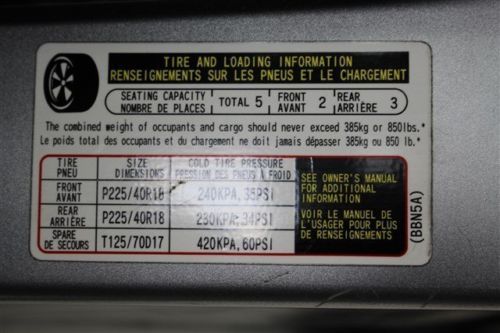 TIRE AND LOADING INFORMATION
RENSEIGNEMENTS SUR LES PNEUS ET LE CHARGEMENT
SEATING CAPACITY
NOMBRE DE PLACES
TOTAL 5
FRONT
AVANT 2
REAR
ARRIÈRE 3
The combined weight of occupants and cargo should never exceed 385kg or 850lbs.*
Le poids total des occupants et du chargement ne doit jamais dépasser 385kg ou 850 lb.*
TIRE
PNEU
SIZE
DIMENSIONS
COLD TIRE PRESSURE
PRESSION DES PNEUS À FROID
FRONT
AVANT
P225/40R18
240KPA, 35PSI
REAR
ARRIÈRE
P225/40R18
230KPA, 34PSI
SPARE
DE SECOURS
T125/70D17
420KPA, 60PSI
SEE OWNER'S MANUAL
FOR ADDITIONAL
INFORMATION
VOIR LE MANUEL DE
L'USAGER POUR PLUS
DE RENSEIGNEMENTS
(BBN5A)